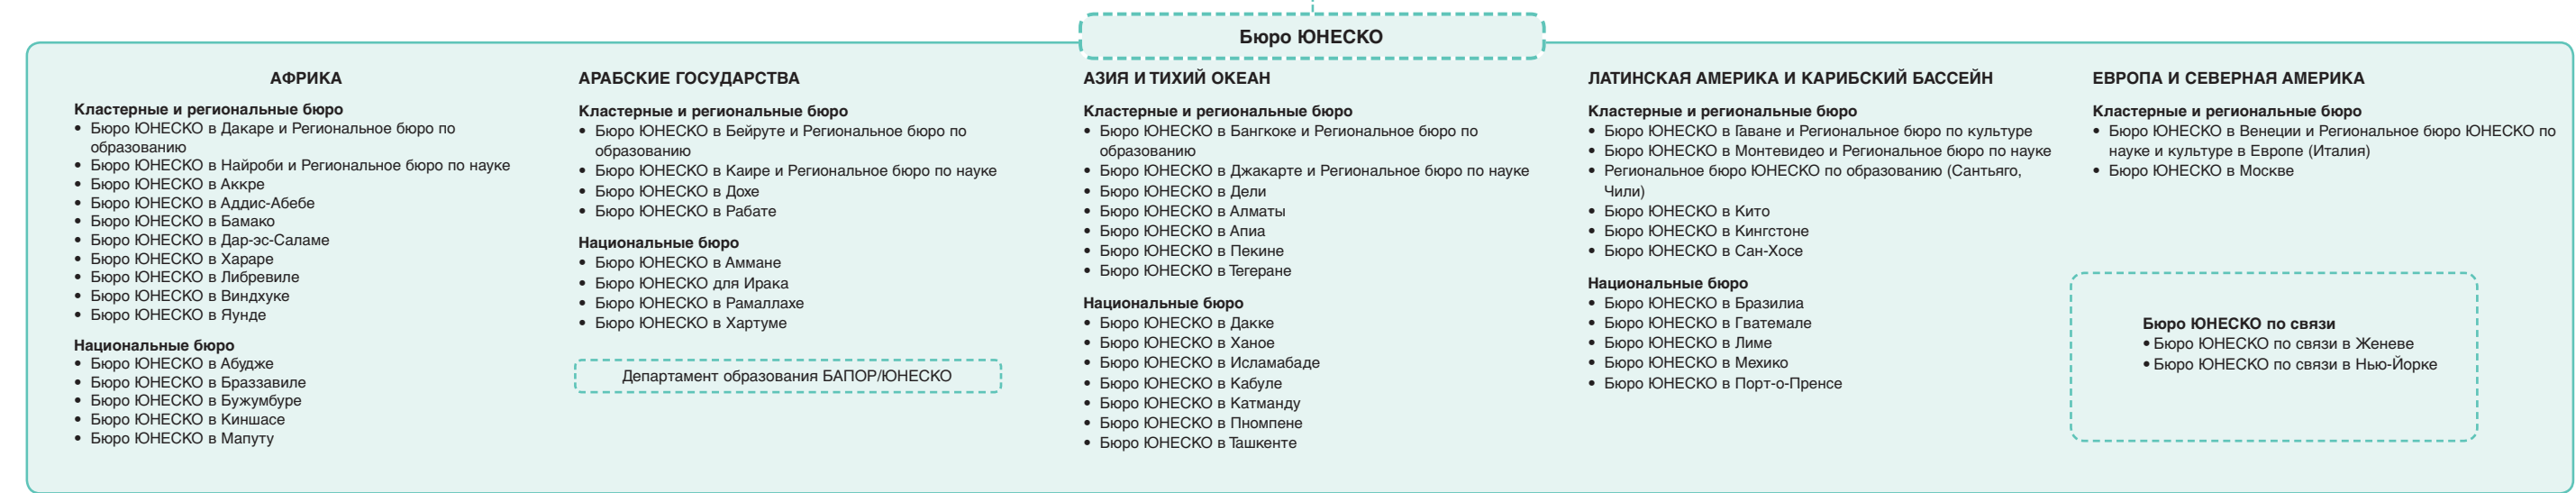 Бюро ЮНЕСКО
АФРИКА
Кластерные и региональные бюро
• Бюро ЮНЕСКО в Дакаре и Региональное бюро по
образованию
• Бюро ЮНЕСКО в Найроби и Региональное бюро по науке
• Бюро ЮНЕСКО в Аккре
• Бюро ЮНЕСКО в Аддис-Абебе
• Бюро ЮНЕСКО в Бамако
• Бюро ЮНЕСКО в Дар-эс-Саламе
• Бюро ЮНЕСКО в Хараре
• Бюро ЮНЕСКО в Либревиле
• Бюро ЮНЕСКО в Виндхуке
• Бюро ЮНЕСКО в Яунде
Национальные бюро
• Бюро ЮНЕСКО в Абудже
• Бюро ЮНЕСКО в Браззавиле
• Бюро ЮНЕСКО в Бужумбуре
• Бюро ЮНЕСКО в Киншасе
• Бюро ЮНЕСКО в Мапуту
АРАБСКИЕ ГОСУДАРСТВА
Кластерные и региональные бюро
• Бюро ЮНЕСКО в Бейруте и Региональное бюро по
образованию
• Бюро ЮНЕСКО в Каире и Региональное бюро по науке
• Бюро ЮНЕСКО в Дохе
• Бюро ЮНЕСКО в Рабате
Национальные бюро
• Бюро ЮНЕСКО в Аммане
• Бюро ЮНЕСКО для Ирака
• Бюро ЮНЕСКО в Рамаллахе
• Бюро ЮНЕСКО в Хартуме
Департамент образования БАПОР/ЮНЕСКО
АЗИЯ И ТИХИЙ ОКЕАН
Кластерные и региональные бюро
• Бюро ЮНЕСКО в Бангкоке и Региональное бюро по
образованию
• Бюро ЮНЕСКО в Джакарте и Региональное бюро по науке
• Бюро ЮНЕСКО в Дели
• Бюро ЮНЕСКО в Алматы
• Бюро ЮНЕСКО в Апиа
• Бюро ЮНЕСКО в Пекине
• Бюро ЮНЕСКО в Тегеране
Национальные бюро
• Бюро ЮНЕСКО в Дакке
• Бюро ЮНЕСКО в Ханое
• Бюро ЮНЕСКО в Исламабаде
• Бюро ЮНЕСКО в Кабуле
• Бюро ЮНЕСКО в Катманду
• Бюро ЮНЕСКО в Пномпене
• Бюро ЮНЕСКО в Ташкенте
ЛАТИНСКАЯ АМЕРИКА И КАРИБСКИЙ БАССЕЙН
Кластерные и региональные бюро
• Бюро ЮНЕСКО в Гаване и Региональное бюро по культуре
• Бюро ЮНЕСКО в Монтевидео и Региональное бюро по науке
• Региональное бюро ЮНЕСКО по образованию (Сантьяго,
Чили)
• Бюро ЮНЕСКО в Кито
• Бюро ЮНЕСКО в Кингстоне
• Бюро ЮНЕСКО в Сан-Хосе
Национальные бюро
• Бюро ЮНЕСКО в Бразилиа
• Бюро ЮНЕСКО в Гватемале
• Бюро ЮНЕСКО в Лиме
• Бюро ЮНЕСКО в Мехико
• Бюро ЮНЕСКО в Порт-о-Пренсе
ЕВРОПА И СЕВЕРНАЯ АМЕРИКА
Кластерные и региональные бюро
• Бюро ЮНЕСКО в Венеции и Региональное бюро ЮНЕСКО по
науке и культуре в Европе (Италия)
• Бюро ЮНЕСКО в Москве
Бюро ЮНЕСКО по связи
• Бюро ЮНЕСКО по связи в Женеве
• Бюро ЮНЕСКО по связи в Нью-Йорке